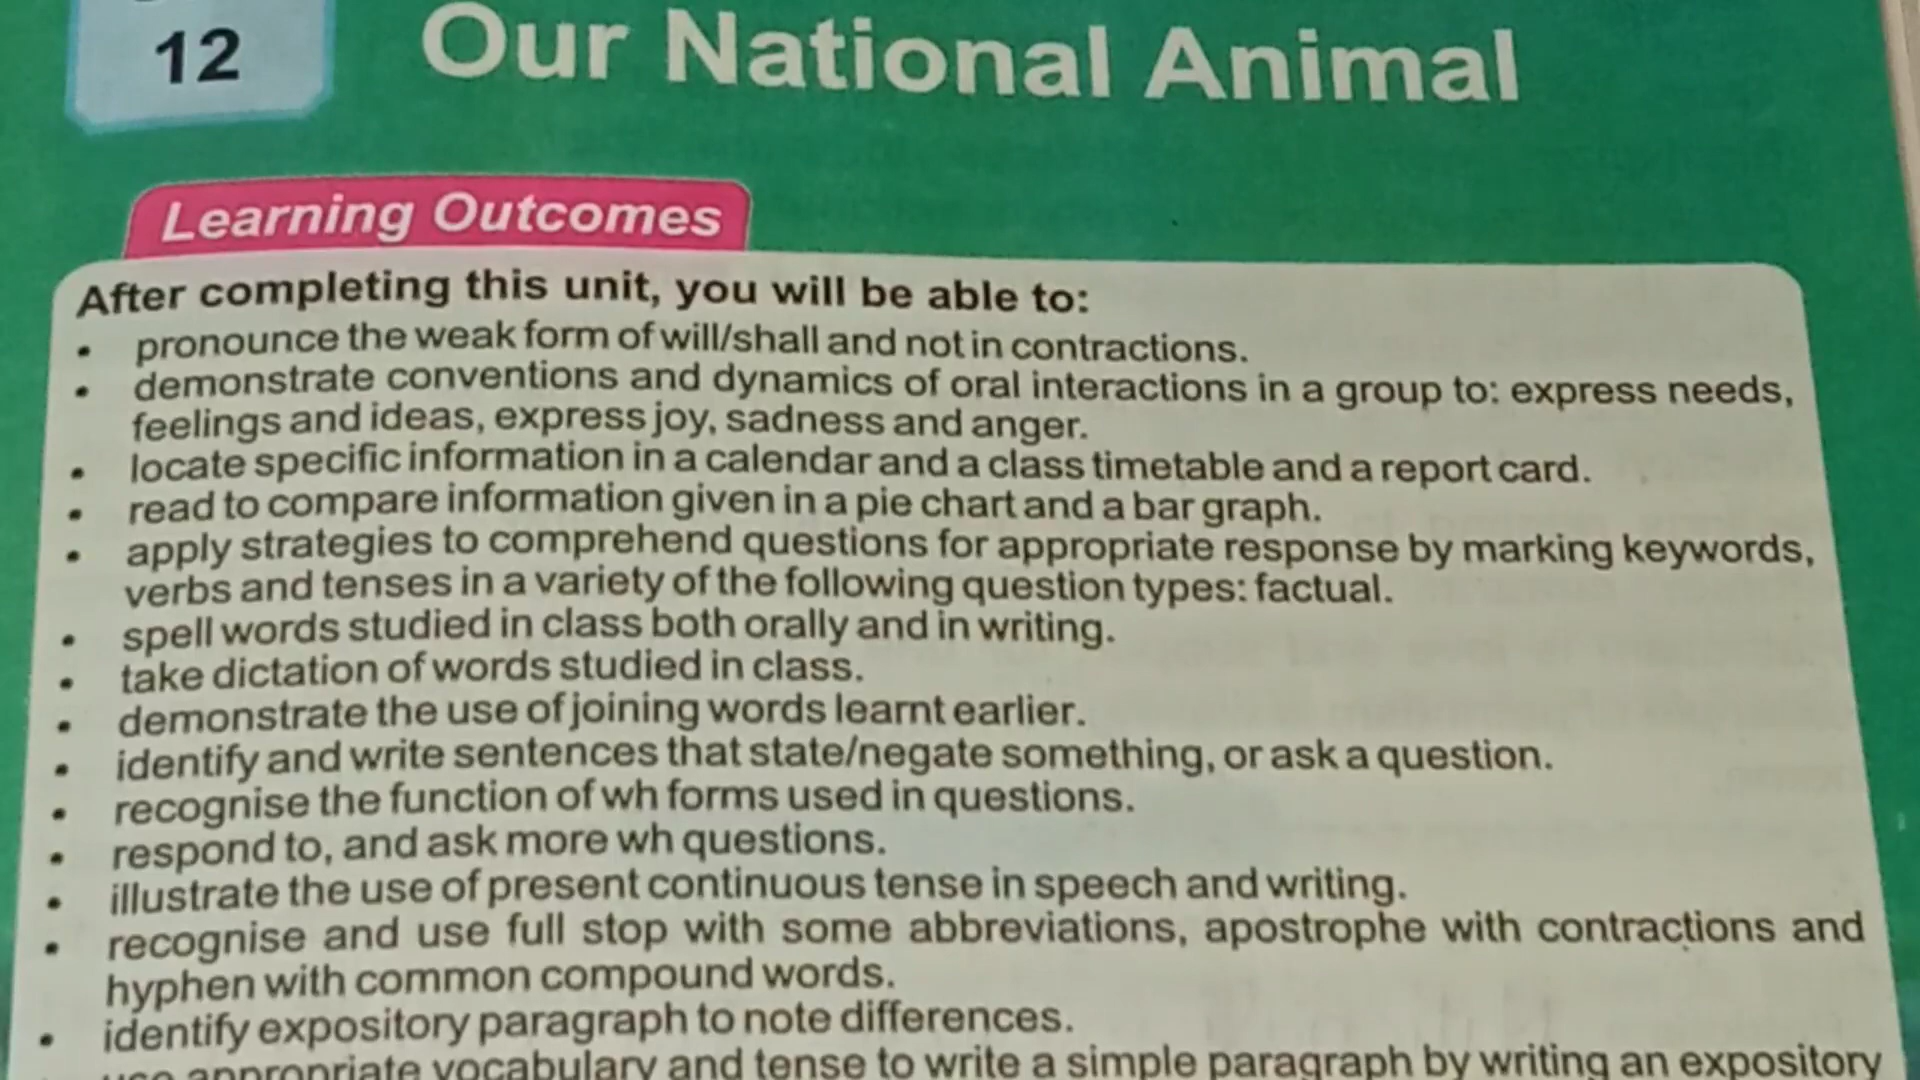 12
Our National Animal
Learning Outcomes
After completing this unit, you will be able to:
• pronounce the weak form of will/shall and not in contractions.
• demonstrate conventions and dynamics of oral interactions in a group to: express needs,
feelings and ideas, express joy, sadness and anger.
• locate specific information in a calendar and a class timetable and a report card.
• read to compare information given in a pie chart and a bar graph.
• apply strategies to comprehend questions for appropriate response by marking keywords,
verbs and tenses in a variety of the following question types: factual.
• spell words studied in class both orally and in writing.
• take dictation of words studied in class.
• demonstrate the use of joining words learnt earlier.
• identify and write sentences that state/negate something, or ask a question.
• recognise the function of wh forms used in questions.
• respond to, and ask more wh questions.
• illustrate the use of present continuous tense in speech and writing.
• recognise and use full stop with some abbreviations, apostrophe with contractions and
hyphen with common compound words.
• identify expository paragraph to note differences.
appropriate vocabulary and tense to write a simple paragraph by writing an expository